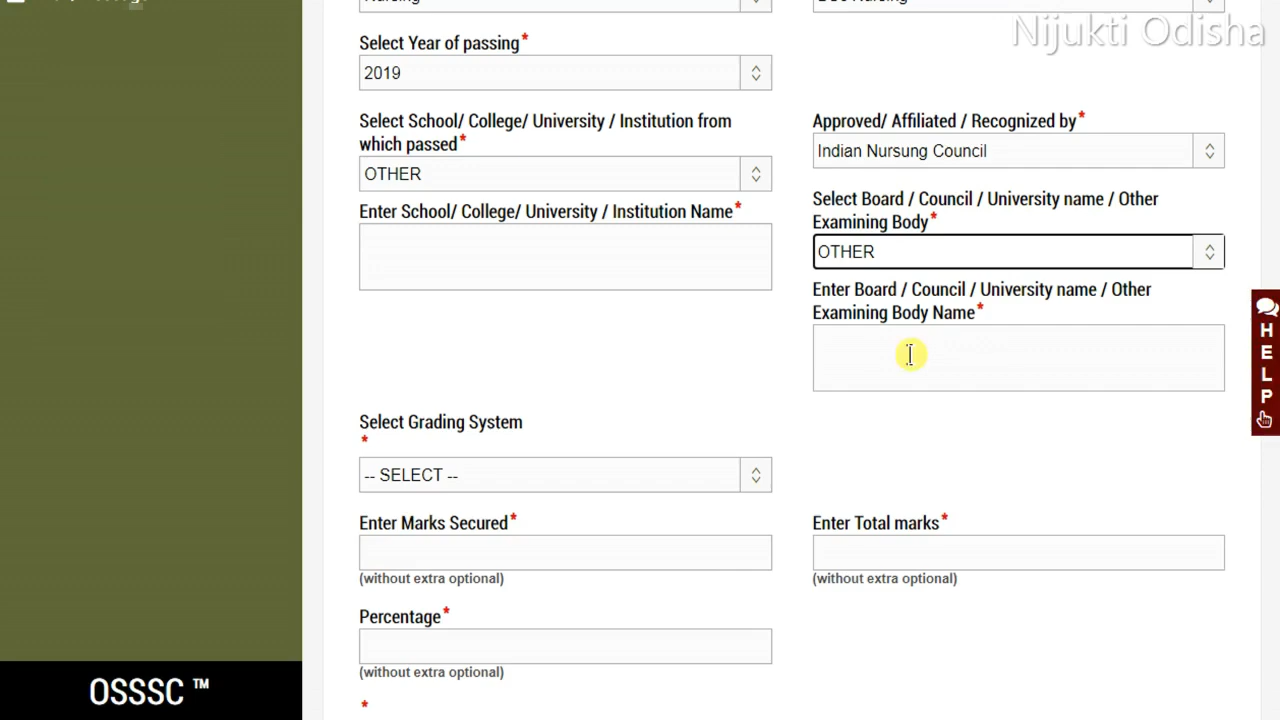 Nijukti Odisha
Select Year of passing*
2019
Select School/ College/ University / Institution from
which passed*
OTHER
Enter School/ College/ University / Institution Name*
Approved/ Affiliated / Recognized by*
Indian Nursung Council
Select Board / Council / University name / Other
Examining Body*
OTHER
Enter Board / Council / University name / Other
Examining Body Name*
Select Grading System
*
-- SELECT --
Enter Marks Secured*
(without extra optional)
Enter Total marks*
(without extra optional)
Percentage*
(without extra optional)
*
HELP
OSSSC ™